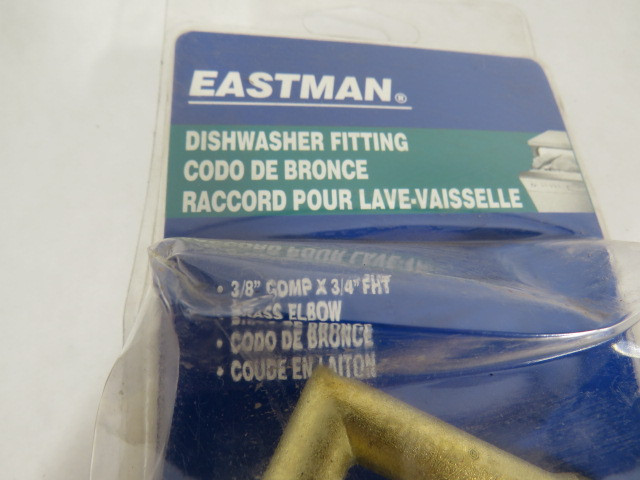 EASTMAN®
DISHWASHER FITTING
CODO DE BRONCE
RACCORD POUR LAVE-VAISSELLE
• 3/8" COMP X 3/4" FHT
• BRASS ELBOW
• CODO DE BRONCE
• COUDE EN LAITON